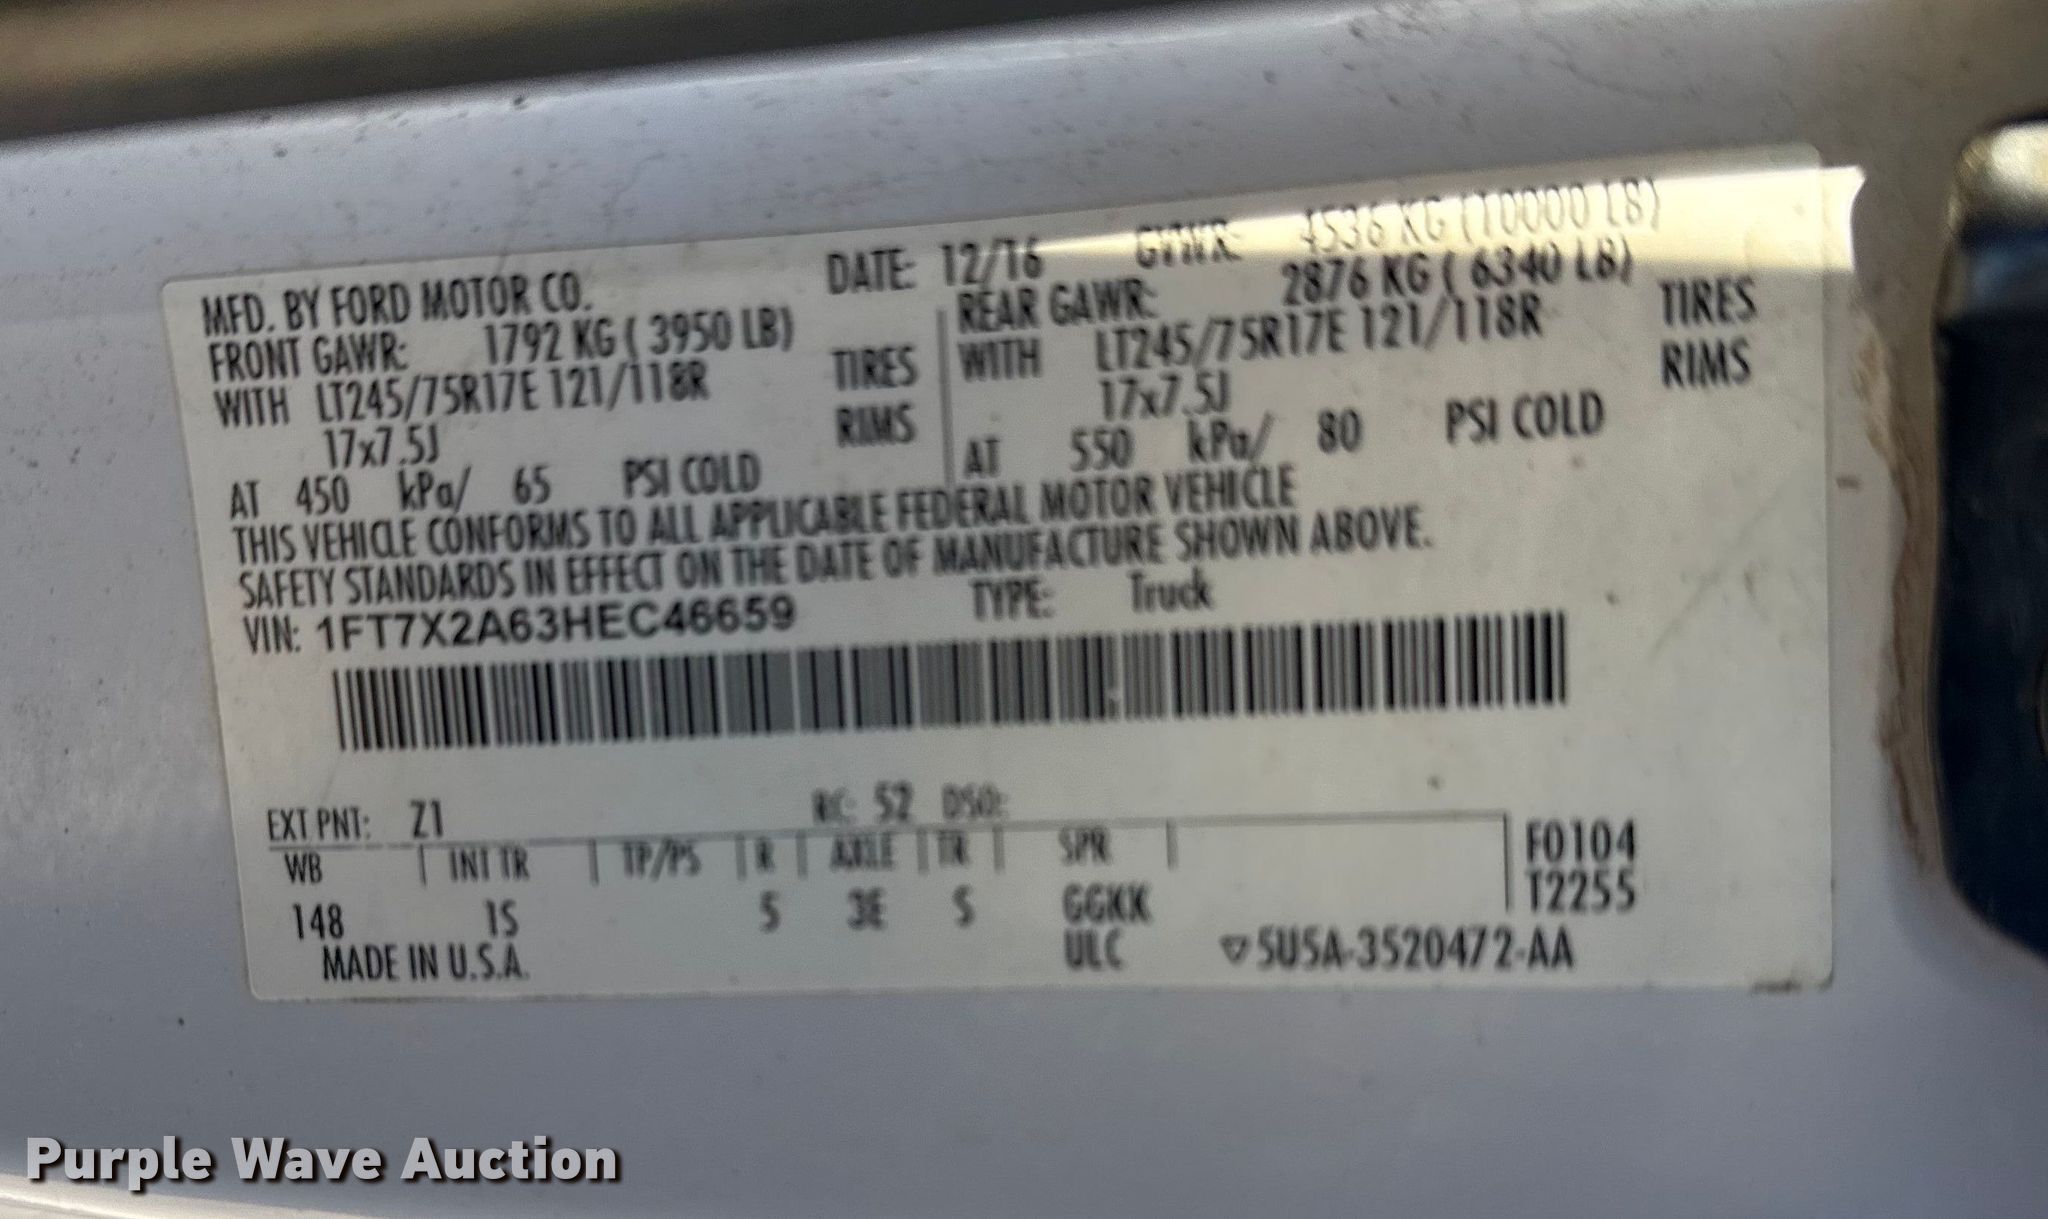 MFD. BY FORD MOTOR CO. DATE: 12/16 GVWR: 4536 KG (10000 LB)
FRONT GAWR: 1792 KG ( 3950 LB) REAR GAWR: 2876 KG ( 6340 LB)
WITH LT245/75R17E 121/118R TIRES WITH LT245/75R17E 121/118R TIRES
17x7.5J RIMS 17x7.5J RIMS
AT 450 kPa/ 65 PSI COLD AT 550 kPa/ 80 PSI COLD
THIS VEHICLE CONFORMS TO ALL APPLICABLE FEDERAL MOTOR VEHICLE
SAFETY STANDARDS IN EFFECT ON THE DATE OF MANUFACTURE SHOWN ABOVE.
VIN: 1FT7X2A63HEC46659 TYPE: Truck
EXT PNT: Z1 RC: 52 DSO:
WB | INT TR | TP/PS | R | AXLE | TR | SPR | F0104
148 1S 5 3E S GGKK T2255
MADE IN U.S.A. ULC ▽5U5A-3520472-AA
Purple Wave Auction